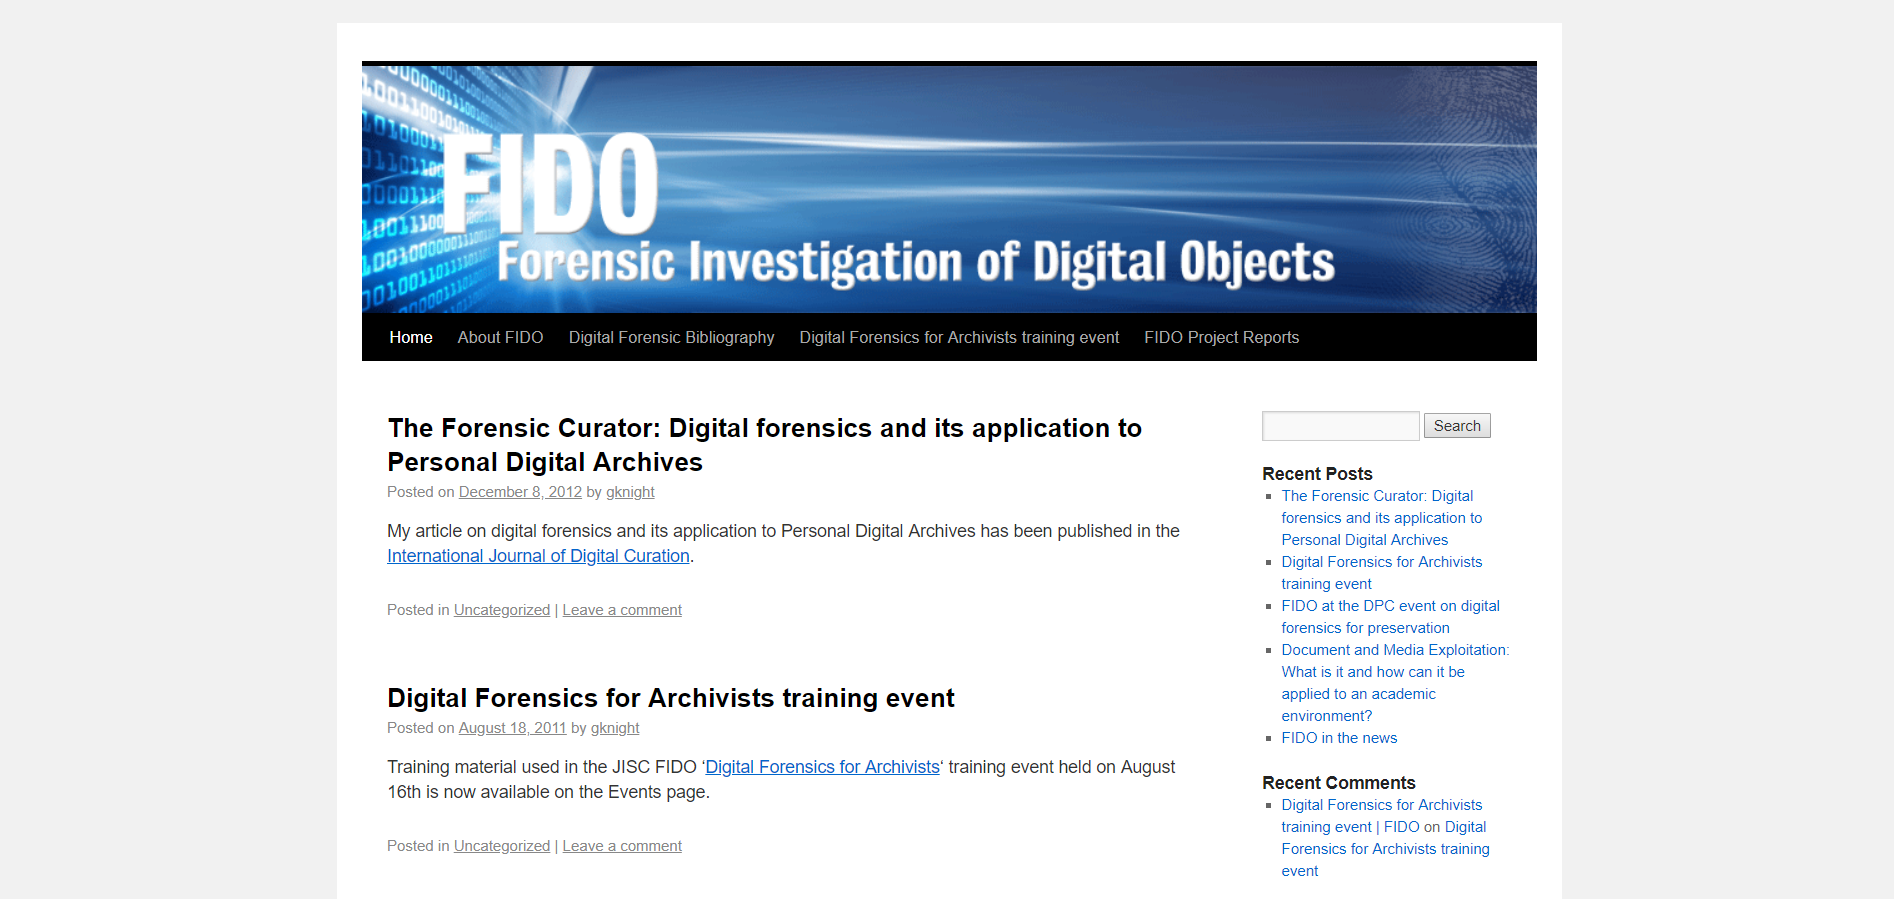 FIDO
Forensic Investigation of Digital Objects
Home About FIDO Digital Forensic Bibliography Digital Forensics for Archivists training event FIDO Project Reports
The Forensic Curator: Digital forensics and its application to
Personal Digital Archives
Posted on December 8, 2012 by gknight
My article on digital forensics and its application to Personal Digital Archives has been published in the
International Journal of Digital Curation.
Posted in Uncategorized | Leave a comment
Digital Forensics for Archivists training event
Posted on August 18, 2011 by gknight
Training material used in the JISC FIDO ‘Digital Forensics for Archivists‘ training event held on August
16th is now available on the Events page.
Posted in Uncategorized | Leave a comment
Search
Recent Posts
The Forensic Curator: Digital
forensics and its application to
Personal Digital Archives
Digital Forensics for Archivists
training event
FIDO at the DPC event on digital
forensics for preservation
Document and Media Exploitation:
What is it and how can it be
applied to an academic
environment?
FIDO in the news
Recent Comments
Digital Forensics for Archivists
training event | FIDO on Digital
Forensics for Archivists training
event